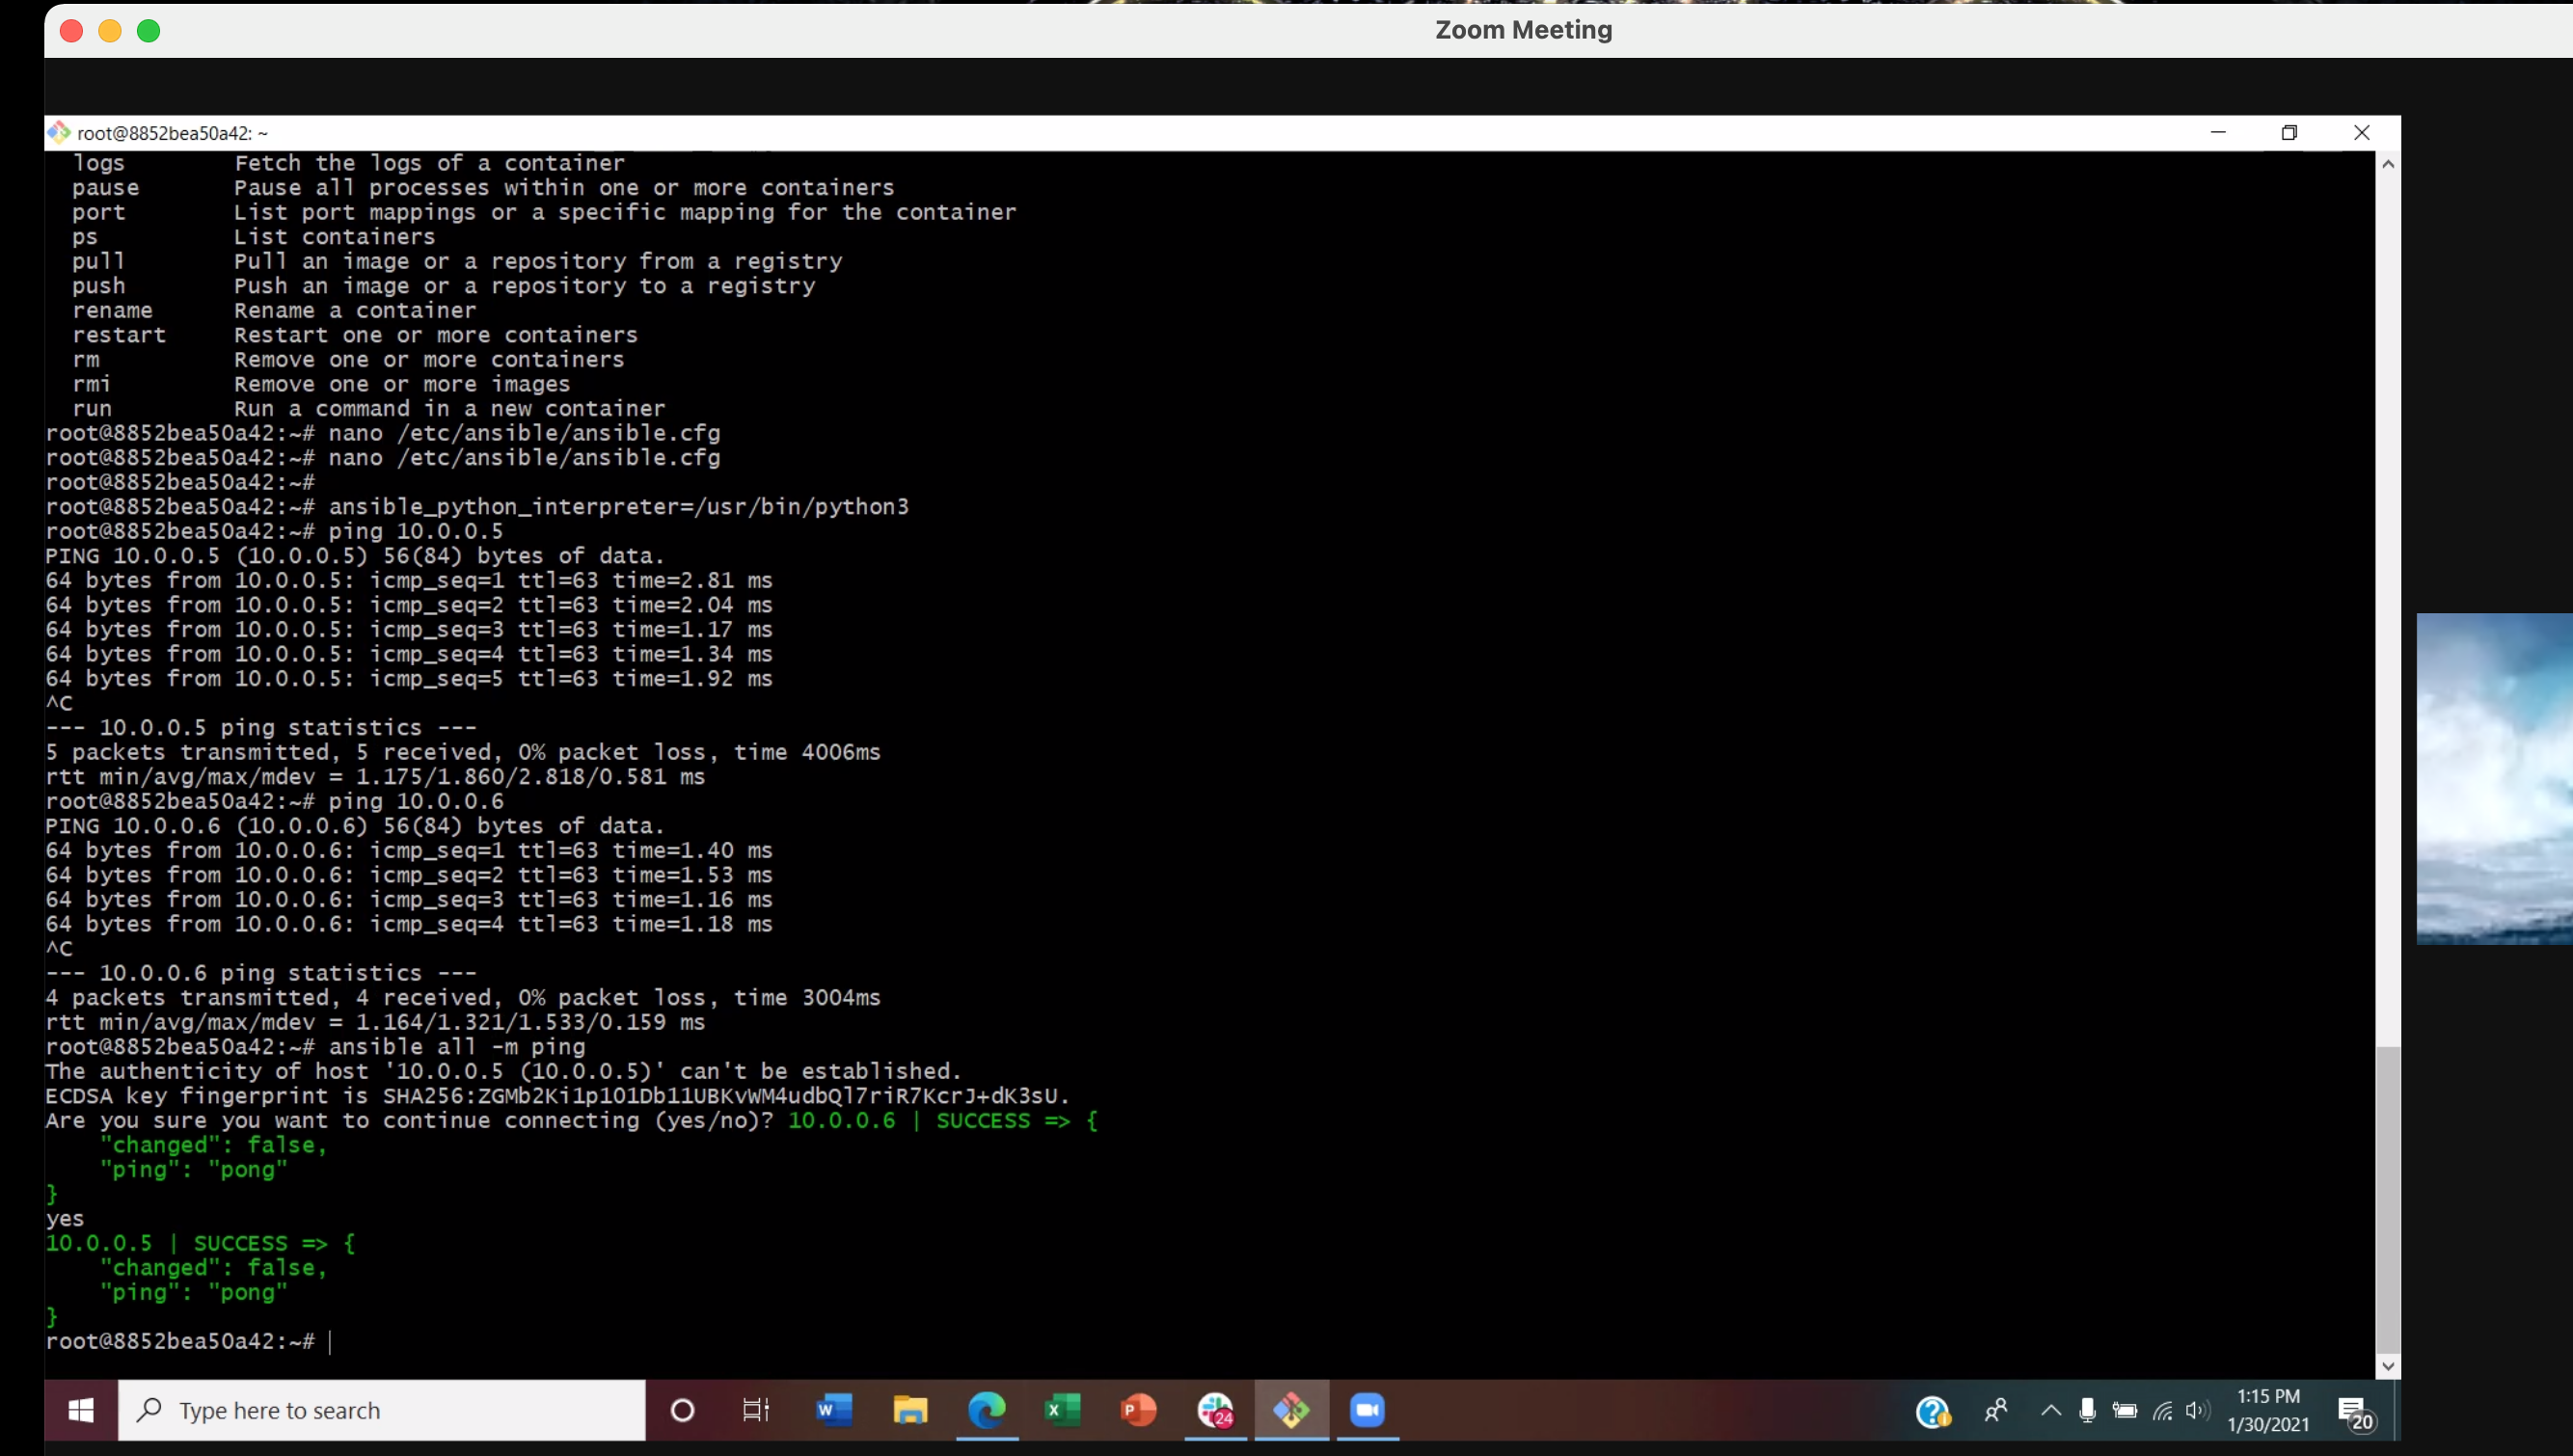 Zoom Meeting
root@8852bea50a42: ~
logs Fetch the logs of a container
pause Pause all processes within one or more containers
port List port mappings or a specific mapping for the container
ps List containers
pull Pull an image or a repository from a registry
push Push an image or a repository to a registry
rename Rename a container
restart Restart one or more containers
rm Remove one or more containers
rmi Remove one or more images
run Run a command in a new container
root@8852bea50a42:~# nano /etc/ansible/ansible.cfg
root@8852bea50a42:~# nano /etc/ansible/ansible.cfg
root@8852bea50a42:~#
root@8852bea50a42:~# ansible_python_interpreter=/usr/bin/python3
root@8852bea50a42:~# ping 10.0.0.5
PING 10.0.0.5 (10.0.0.5) 56(84) bytes of data.
64 bytes from 10.0.0.5: icmp_seq=1 ttl=63 time=2.81 ms
64 bytes from 10.0.0.5: icmp_seq=2 ttl=63 time=2.04 ms
64 bytes from 10.0.0.5: icmp_seq=3 ttl=63 time=1.17 ms
64 bytes from 10.0.0.5: icmp_seq=4 ttl=63 time=1.34 ms
64 bytes from 10.0.0.5: icmp_seq=5 ttl=63 time=1.92 ms
^C
--- 10.0.0.5 ping statistics ---
5 packets transmitted, 5 received, 0% packet loss, time 4006ms
rtt min/avg/max/mdev = 1.175/1.860/2.818/0.581 ms
root@8852bea50a42:~# ping 10.0.0.6
PING 10.0.0.6 (10.0.0.6) 56(84) bytes of data.
64 bytes from 10.0.0.6: icmp_seq=1 ttl=63 time=1.40 ms
64 bytes from 10.0.0.6: icmp_seq=2 ttl=63 time=1.53 ms
64 bytes from 10.0.0.6: icmp_seq=3 ttl=63 time=1.16 ms
64 bytes from 10.0.0.6: icmp_seq=4 ttl=63 time=1.18 ms
^C
--- 10.0.0.6 ping statistics ---
4 packets transmitted, 4 received, 0% packet loss, time 3004ms
rtt min/avg/max/mdev = 1.164/1.321/1.533/0.159 ms
root@8852bea50a42:~# ansible all -m ping
The authenticity of host '10.0.0.5 (10.0.0.5)' can't be established.
ECDSA key fingerprint is SHA256:ZGMb2Ki1p1O1Db11UBKvWM4udbQl7riR7KcrJ+dK3sU.
Are you sure you want to continue connecting (yes/no)? 10.0.0.6 | SUCCESS => {
"changed": false,
"ping": "pong"
}
yes
10.0.0.5 | SUCCESS => {
"changed": false,
"ping": "pong"
}
root@8852bea50a42:~#
Type here to search
W
X
P
24
1:15 PM
1/30/2021
20